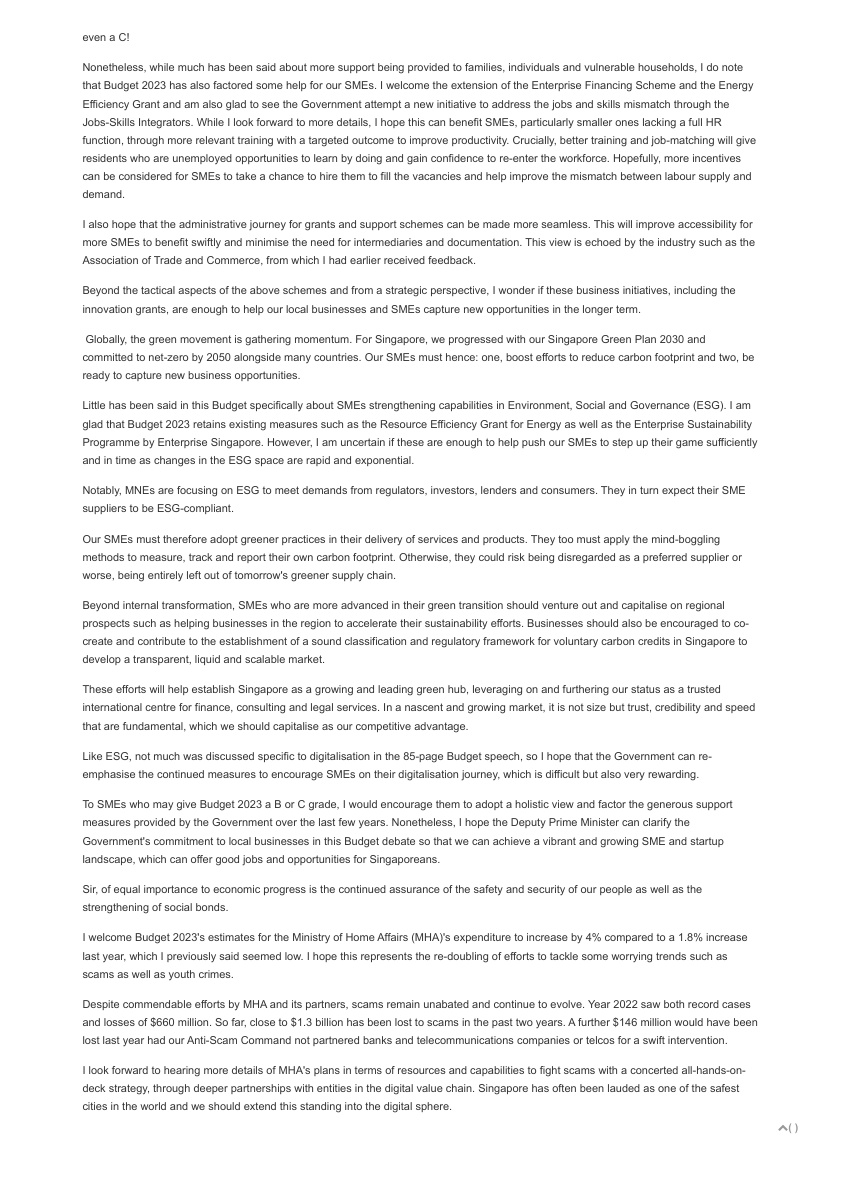 even a C!
Nonetheless, while much has been said about more support being provided to families, individuals and vulnerable households, I do note
that Budget 2023 has also factored some help for our SMEs. I welcome the extension of the Enterprise Financing Scheme and the Energy
Efficiency Grant and am also glad to see the Government attempt a new initiative to address the jobs and skills mismatch through the
Jobs-Skills Integrators. While I look forward to more details, I hope this can benefit SMEs, particularly smaller ones lacking a full HR
function, through more relevant training with a targeted outcome to improve productivity. Crucially, better training and job-matching will give
residents who are unemployed opportunities to learn by doing and gain confidence to re-enter the workforce. Hopefully, more incentives
can be considered for SMEs to take a chance to hire them to fill the vacancies and help improve the mismatch between labour supply and
demand.
I also hope that the administrative journey for grants and support schemes can be made more seamless. This will improve accessibility for
more SMEs to benefit swiftly and minimise the need for intermediaries and documentation. This view is echoed by the industry such as the
Association of Trade and Commerce, from which I had earlier received feedback.
Beyond the tactical aspects of the above schemes and from a strategic perspective, I wonder if these business initiatives, including the
innovation grants, are enough to help our local businesses and SMEs capture new opportunities in the longer term.
Globally, the green movement is gathering momentum. For Singapore, we progressed with our Singapore Green Plan 2030 and
committed to net-zero by 2050 alongside many countries. Our SMEs must hence: one, boost efforts to reduce carbon footprint and two, be
ready to capture new business opportunities.
Little has been said in this Budget specifically about SMEs strengthening capabilities in Environment, Social and Governance (ESG). I am
glad that Budget 2023 retains existing measures such as the Resource Efficiency Grant for Energy as well as the Enterprise Sustainability
Programme by Enterprise Singapore. However, I am uncertain if these are enough to help push our SMEs to step up their game sufficiently
and in time as changes in the ESG space are rapid and exponential.
Notably, MNEs are focusing on ESG to meet demands from regulators, investors, lenders and consumers. They in turn expect their SME
suppliers to be ESG-compliant.
Our SMEs must therefore adopt greener practices in their delivery of services and products. They too must apply the mind-boggling
methods to measure, track and report their own carbon footprint. Otherwise, they could risk being disregarded as a preferred supplier or
worse, being entirely left out of tomorrow's greener supply chain.
Beyond internal transformation, SMEs who are more advanced in their green transition should venture out and capitalise on regional
prospects such as helping businesses in the region to accelerate their sustainability efforts. Businesses should also be encouraged to co-
create and contribute to the establishment of a sound classification and regulatory framework for voluntary carbon credits in Singapore to
develop a transparent, liquid and scalable market.
These efforts will help establish Singapore as a growing and leading green hub, leveraging on and furthering our status as a trusted
international centre for finance, consulting and legal services. In a nascent and growing market, it is not size but trust, credibility and speed
that are fundamental, which we should capitalise as our competitive advantage.
Like ESG, not much was discussed specific to digitalisation in the 85-page Budget speech, so I hope that the Government can re-
emphasise the continued measures to encourage SMEs on their digitalisation journey, which is difficult but also very rewarding.
To SMEs who may give Budget 2023 a B or C grade, I would encourage them to adopt a holistic view and factor the generous support
measures provided by the Government over the last few years. Nonetheless, I hope the Deputy Prime Minister can clarify the
Government's commitment to local businesses in this Budget debate so that we can achieve a vibrant and growing SME and startup
landscape, which can offer good jobs and opportunities for Singaporeans.
Sir, of equal importance to economic progress is the continued assurance of the safety and security of our people as well as the
strengthening of social bonds.
I welcome Budget 2023's estimates for the Ministry of Home Affairs (MHA)'s expenditure to increase by 4% compared to a 1.8% increase
last year, which I previously said seemed low. I hope this represents the re-doubling of efforts to tackle some worrying trends such as
scams as well as youth crimes.
Despite commendable efforts by MHA and its partners, scams remain unabated and continue to evolve. Year 2022 saw both record cases
and losses of $660 million. So far, close to $1.3 billion has been lost to scams in the past two years. A further $146 million would have been
lost last year had our Anti-Scam Command not partnered banks and telecommunications companies or telcos for a swift intervention.
I look forward to hearing more details of MHA's plans in terms of resources and capabilities to fight scams with a concerted all-hands-on-
deck strategy, through deeper partnerships with entities in the digital value chain. Singapore has often been lauded as one of the safest
cities in the world and we should extend this standing into the digital sphere.
( )